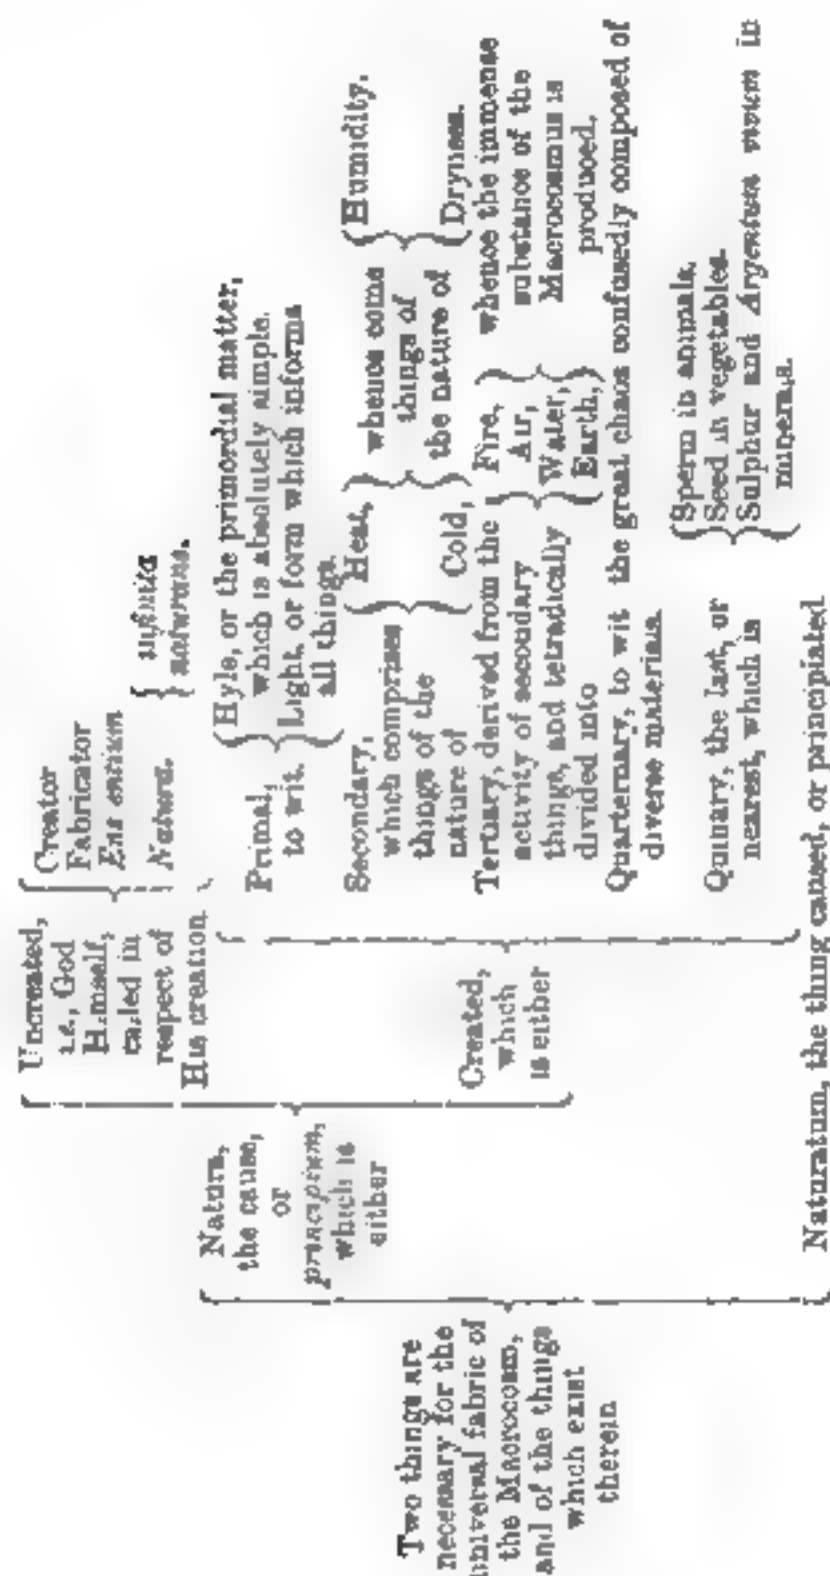 Two things are
necessary for the
universal fabric of
the Macrocosm,
and of the things
which exist
therein
Natura,
the cause,
or
principium,
which is
either
Uncreated,
i.e., God
Himself,
called in
respect of
His creation
Creator
Fabricator
Ens entium
Natura.
infinita
naturans.
Created,
which
is either
Primal,
to wit.
Hyle, or the primordial matter,
which is absolutely simple.
Light, or form which informs
all things.
Secondary,
which comprises
things of the
nature of
Heat,
Cold,
whence come
things of
the nature of
Humidity.
Dryness.
Tertuary, derived from the
activity of secondary
things, and tetradically
divided into
Fire,
Air,
Water,
Earth,
whence the immense
substance of the
Macrocosmus is
produced.
Quarternary, to wit the great chaos confusedly composed of
diverse materials.
Quinary, the last, or
nearest, which is
Sperm in animals.
Seed in vegetables.
Sulphur and Argentum vivum in
minerals.
Naturatum, the thing caused, or principiated